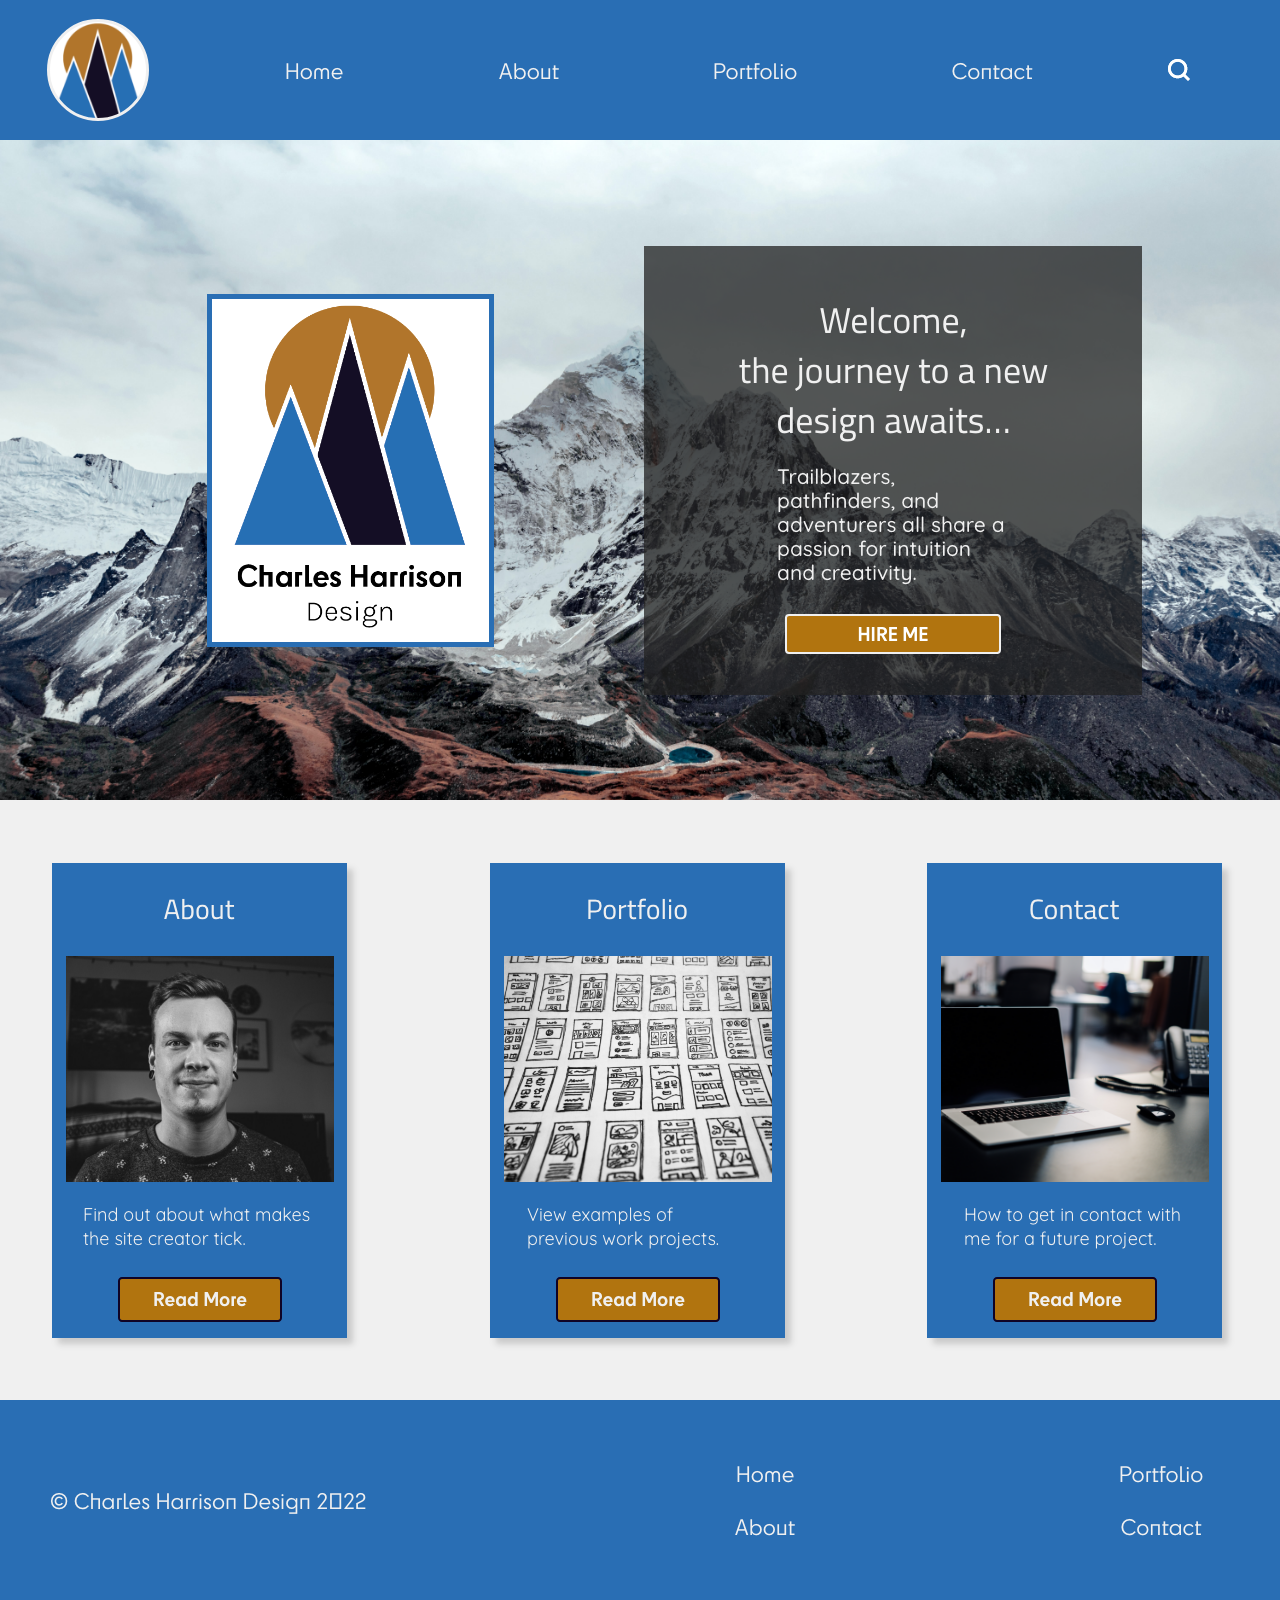 Home
About
Portfolio
Contact
Charles Harrison
Design
Welcome,
the journey to a new
design awaits...
Trailblazers,
pathfinders, and
adventurers all share a
passion for intuition
and creativity.
HIRE ME
About
Find out about what makes
the site creator tick.
Read More
Portfolio
View examples of
previous work projects.
Read More
Contact
How to get in contact with
me for a future project.
Read More
© Charles Harrison Design 2▯22
Home
About
Portfolio
Contact